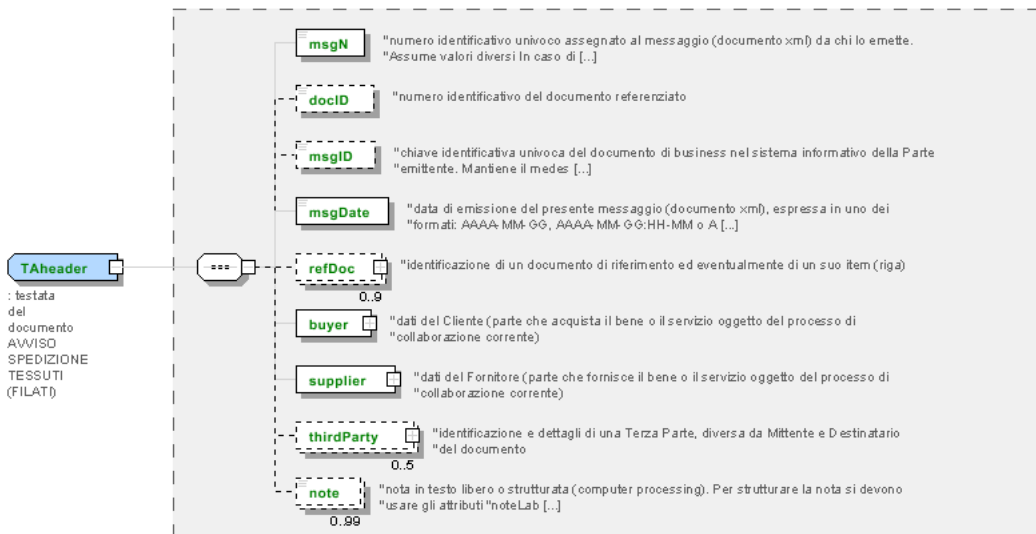 msgN
"numero identificativo univoco assegnato al messaggio (documento xml) da chi lo emette.
"Assume valori diversi In caso di [...]
docID
"numero identificativo del documento referenziato
msgID
"chiave identificativa univoca del documento di business nel sistema informativo della Parte
"emittente. Mantiene il medes [...]
msgDate
"data di emissione del presente messaggio (documento xml), espressa in uno dei
"formati: AAAA-MM-GG, AAAA-MM-GG:HH-MM o A [...]
TAheader
: testata
del
documento
AVVISO
SPEDIZIONE
TESSUTI
(FILATI)
refDoc
"identificazione di un documento di riferimento ed eventualmente di un suo item (riga)
0..9
buyer
"dati del Cliente (parte che acquista il bene o il servizio oggetto del processo di
"collaborazione corrente)
supplier
"dati del Fornitore (parte che fornisce il bene o il servizio oggetto del processo di
"collaborazione corrente)
thirdParty
"identificazione e dettagli di una Terza Parte, diversa da Mittente e Destinatario
"del documento
0..5
note
"nota in testo libero o strutturata (computer processing). Per strutturare la nota si devono
"usare gli attributi "noteLab [...]
0..99